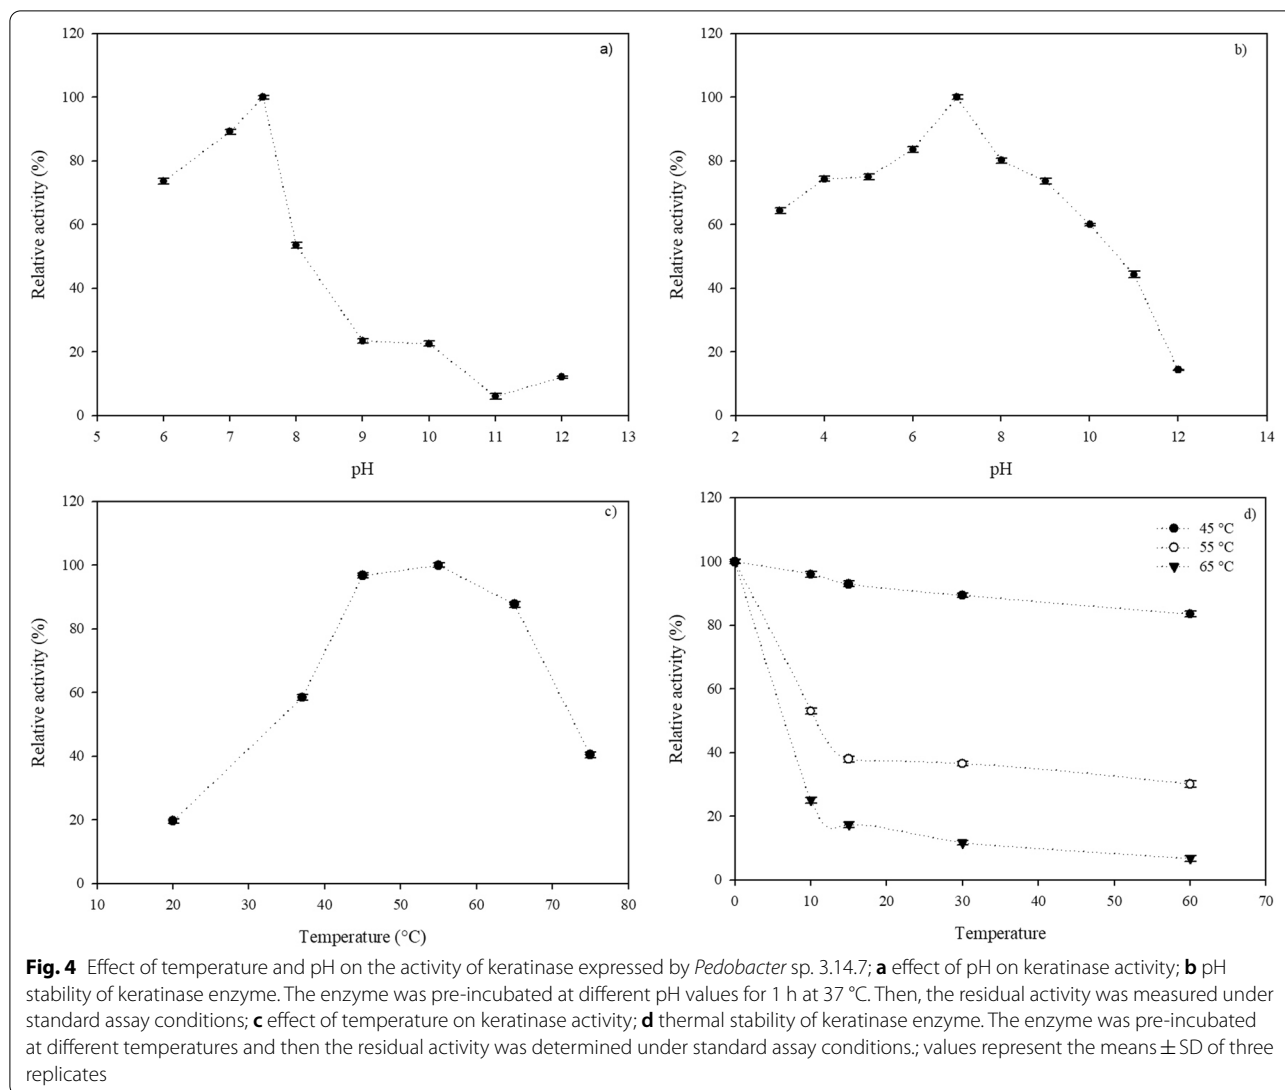 120
100
80
60
40
20
0
Relative activity (%)
a)
5 6 7 8 9 10 11 12 13
pH
120
100
80
60
40
20
0
Relative activity (%)
b)
2 4 6 8 10 12 14
pH
120
100
80
60
40
20
0
Relative activity (%)
c)
10 20 30 40 50 60 70 80
Temperature (°C)
120
100
80
60
40
20
0
Relative activity (%)
d)
45 °C
55 °C
65 °C
0 10 20 30 40 50 60 70
Temperature
Fig. 4 Effect of temperature and pH on the activity of keratinase expressed by Pedobacter sp. 3.14.7; a effect of pH on keratinase activity; b pH
stability of keratinase enzyme. The enzyme was pre-incubated at different pH values for 1 h at 37 °C. Then, the residual activity was measured under
standard assay conditions; c effect of temperature on keratinase activity; d thermal stability of keratinase enzyme. The enzyme was pre-incubated
at different temperatures and then the residual activity was determined under standard assay conditions.; values represent the means ± SD of three
replicates